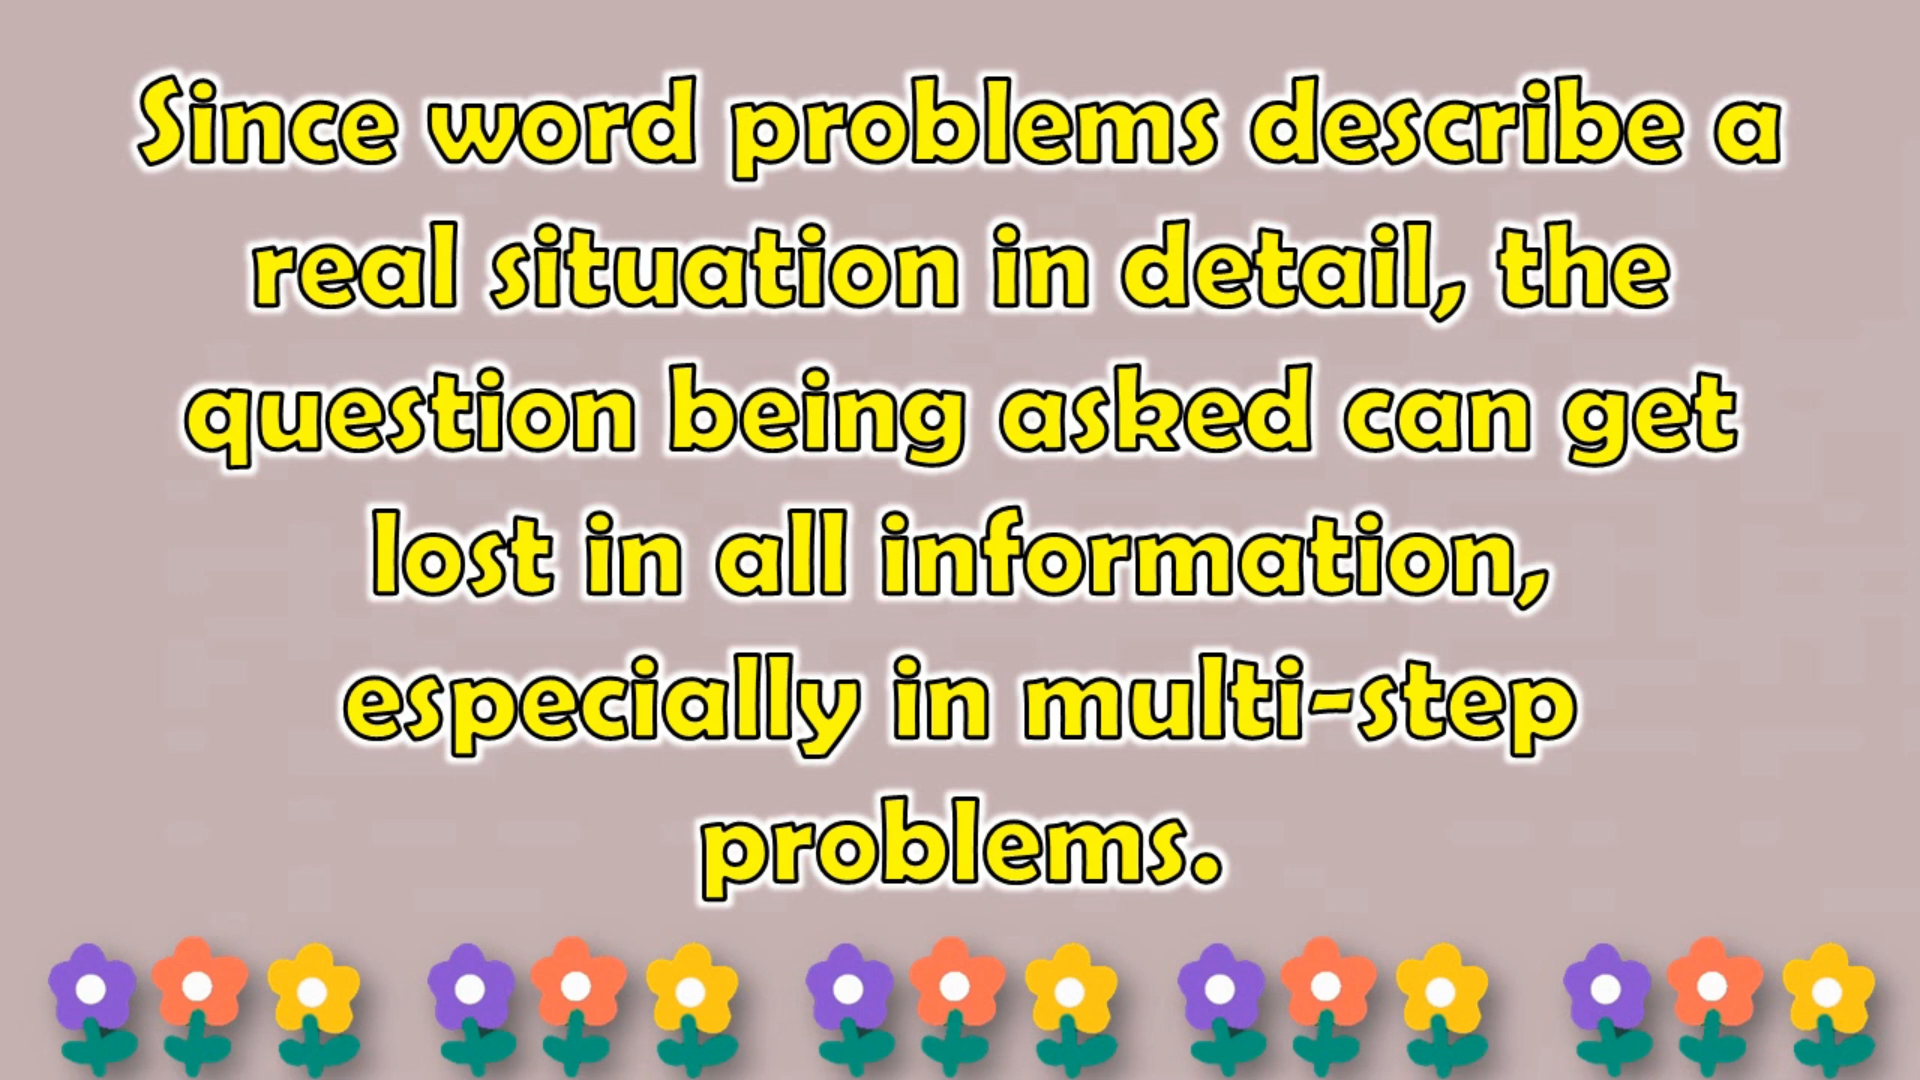 Since word problems describe a
real situation in detail, the
question being asked can get
lost in all information,
especially in multi-step
problems.